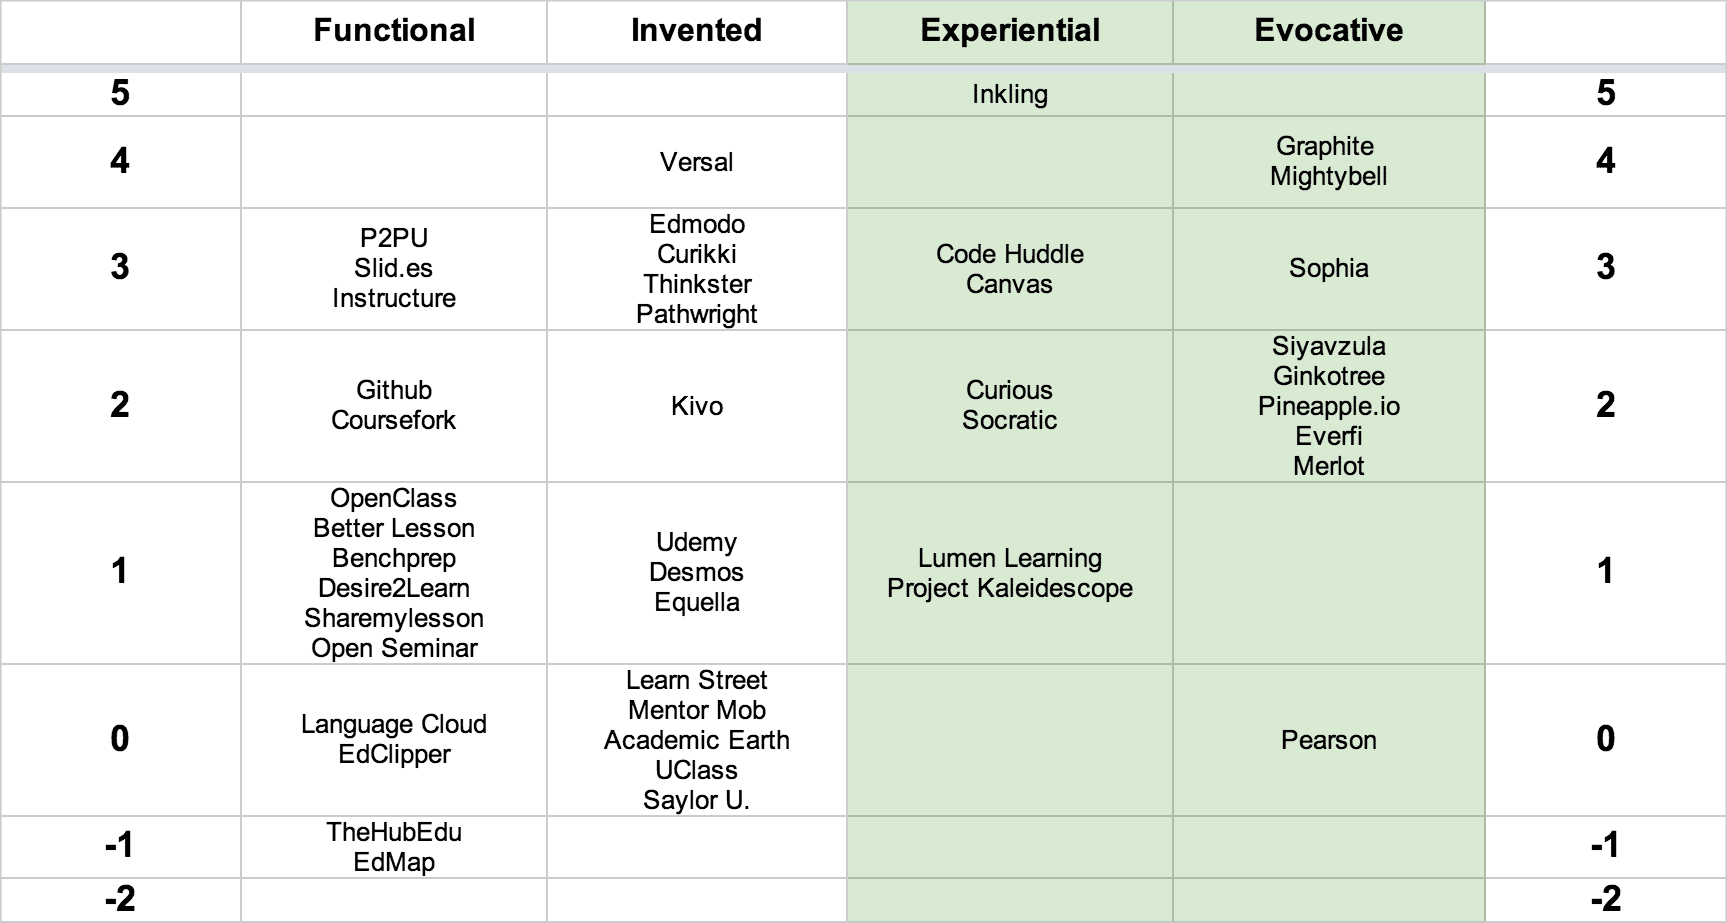 Functional Invented Experiential Evocative
5 Inkling 5
4 Versal Graphite Mightybell 4
3 P2PU Slid.es Instructure Edmodo Curikki Thinkster Pathwright Code Huddle Canvas Sophia 3
2 Github Coursefork Kivo Curious Socratic Siyavzula Ginkotree Pineapple.io Everfi Merlot 2
1 OpenClass Better Lesson Benchprep Desire2Learn Sharemylesson Open Seminar Udemy Desmos Equella Lumen Learning Project Kaleidescope 1
0 Language Cloud EdClipper Learn Street Mentor Mob Academic Earth UClass Saylor U. Pearson 0
-1 TheHubEdu EdMap -1
-2 -2